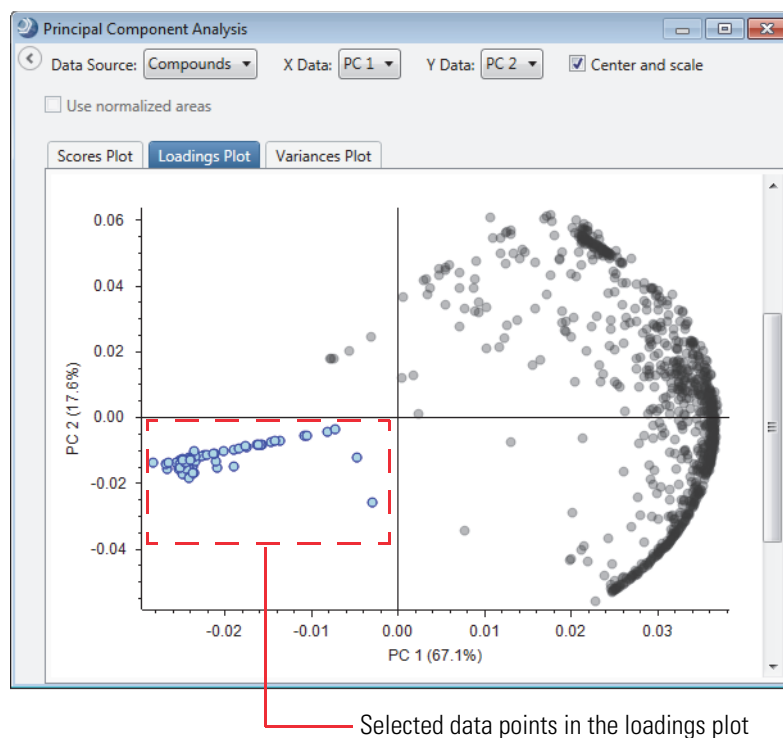 Principal Component Analysis
Data Source: Compounds X Data: PC 1 Y Data: PC 2 Center and scale
Use normalized areas
Scores Plot Loadings Plot Variances Plot
0.06
0.04
0.02
0.00
-0.02
-0.04
PC 2 (17.6%)
-0.02 -0.01 0.00 0.01 0.02 0.03
PC 1 (67.1%)
Selected data points in the loadings plot